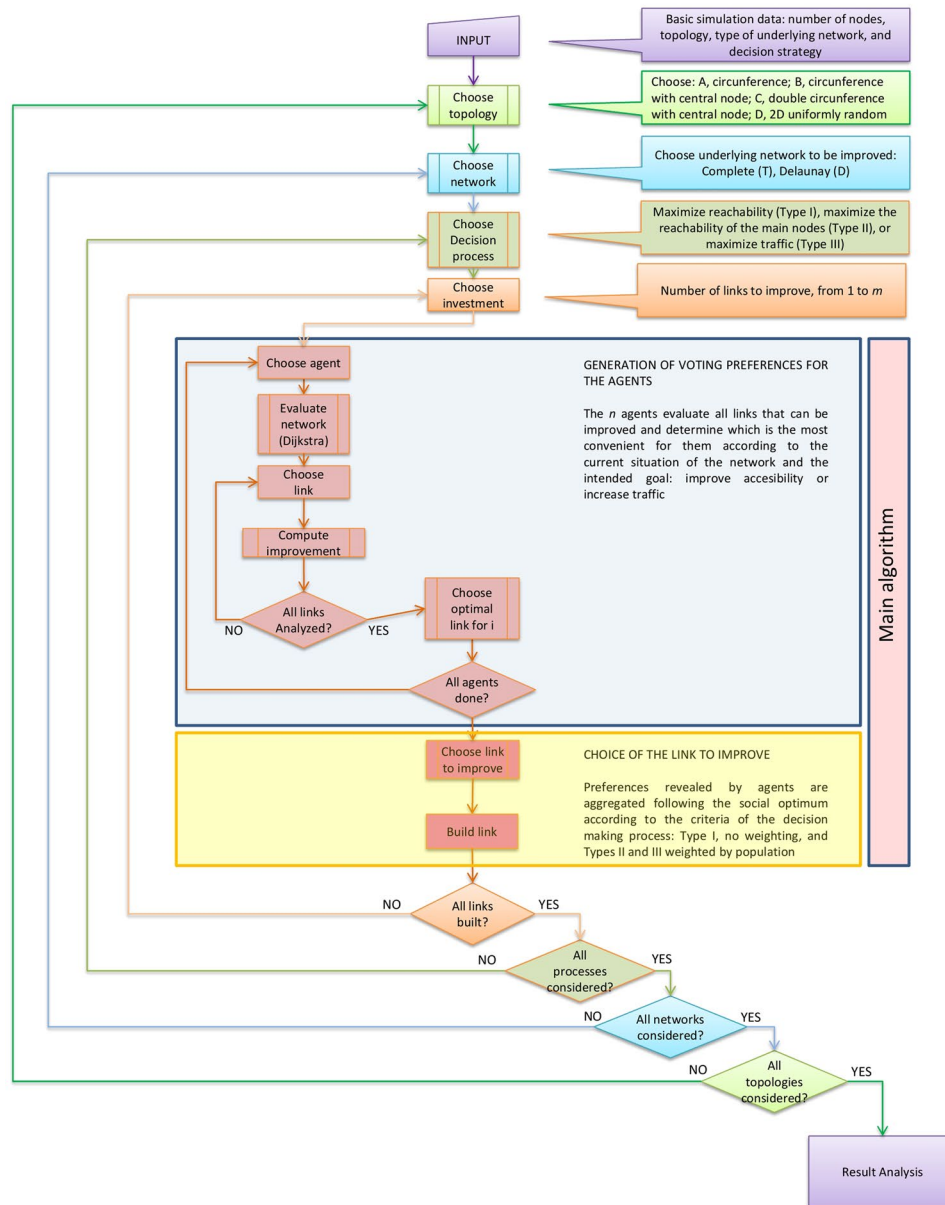 INPUT
Basic simulation data: number of nodes,
topology, type of underlying network, and
decision strategy
Choose
topology
Choose: A, circunference; B, circunference
with central node; C, double circunference
with central node; D, 2D uniformly random
Choose
network
Choose underlying network to be improved:
Complete (T), Delaunay (D)
Choose
Decision
process
Maximize reachability (Type I), maximize the
reachability of the main nodes (Type II), or
maximize traffic (Type III)
Choose
investment
Number of links to improve, from 1 to m
Choose agent
Evaluate
network
(Dijkstra)
Choose
link
Compute
improvement
All links
Analyzed?
NO
YES
Choose
optimal
link for i
All agents
done?
GENERATION OF VOTING PREFERENCES FOR
THE AGENTS
The n agents evaluate all links that can be
improved and determine which is the most
convenient for them according to the
current situation of the network and the
intended goal: improve accesibility or
increase traffic
Main algorithm
Choose link
to improve
Build link
CHOICE OF THE LINK TO IMPROVE
Preferences revealed by agents are
aggregated following the social optimum
according to the criteria of the decision
making process: Type I, no weighting, and
Types II and III weighted by population
NO
All links
built?
YES
NO
All
processes
considered?
YES
NO
All networks
considered?
YES
NO
All
topologies
considered?
YES
Result Analysis